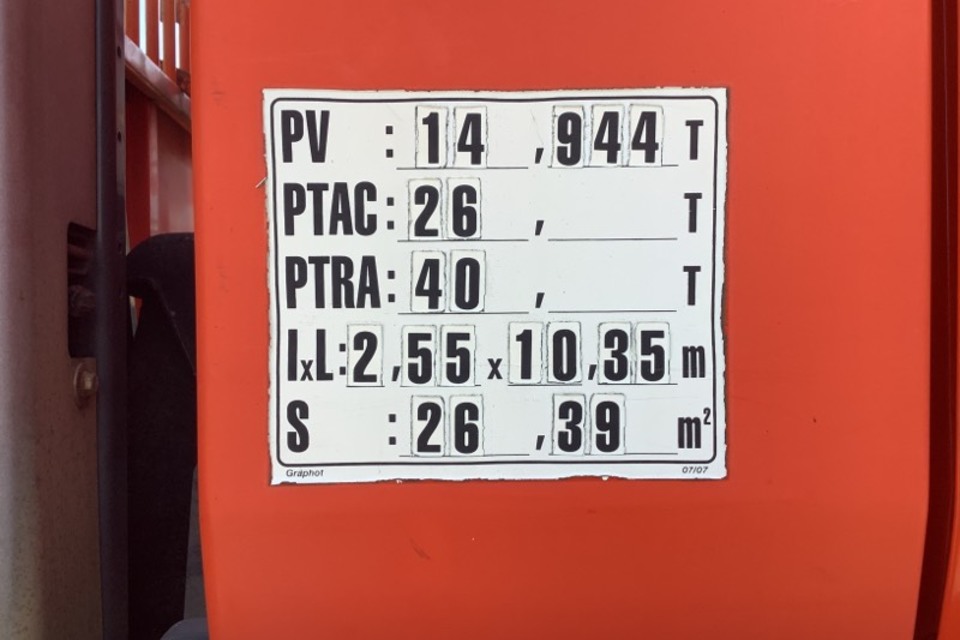 PV : 14 ,944 T
PTAC : 26 , T
PTRA : 40 , T
lxL : 2 ,55 x 10 ,35 m
S : 26 ,39 m²
Graphot 07/07